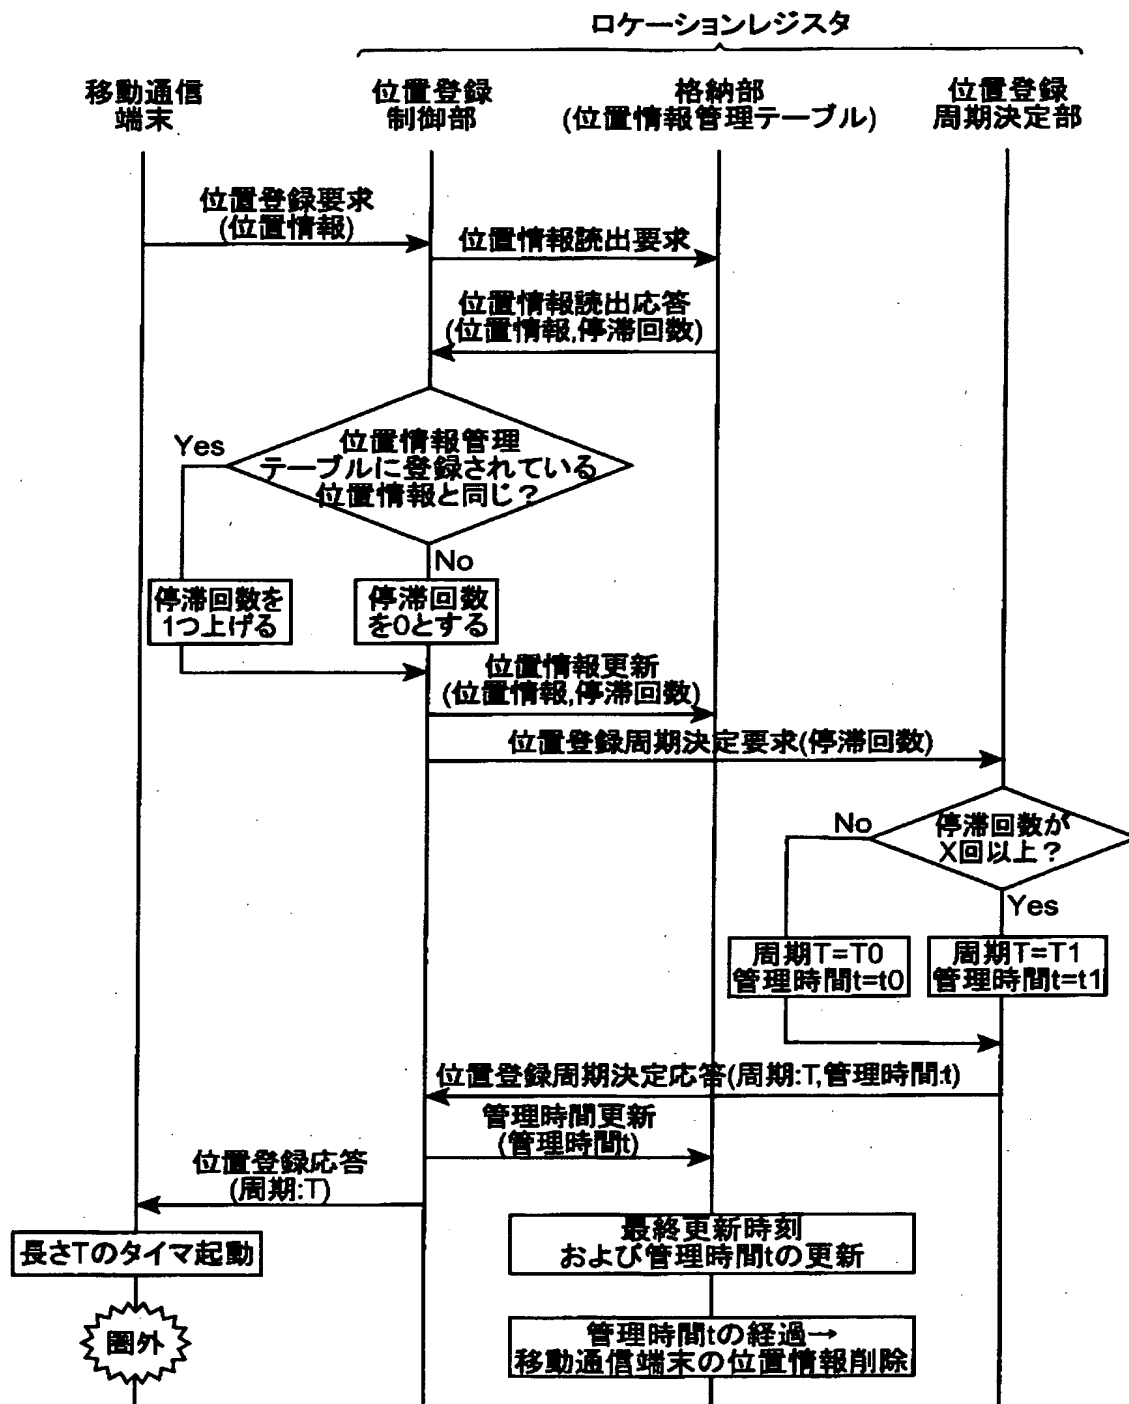 ロケーションレジスタ
移動通信
端末
位置登録
制御部
格納部
(位置情報管理テーブル)
位置登録
周期決定部
位置登録要求
(位置情報)
位置情報読出要求
位置情報読出応答
(位置情報,停滞回数)
Yes
位置情報管理
テーブルに登録されている
位置情報と同じ？
No
停滞回数を
1つ上げる
停滞回数
を0とする
位置情報更新
(位置情報,停滞回数)
位置登録周期決定要求(停滞回数)
No
停滞回数が
X回以上？
Yes
周期T=T0
管理時間t=t0
周期T=T1
管理時間t=t1
位置登録周期決定応答(周期:T,管理時間:t)
管理時間更新
(管理時間t)
位置登録応答
(周期:T)
長さTのタイマ起動
最終更新時刻
および管理時間tの更新
圏外
管理時間tの経過→
移動通信端末の位置情報削除